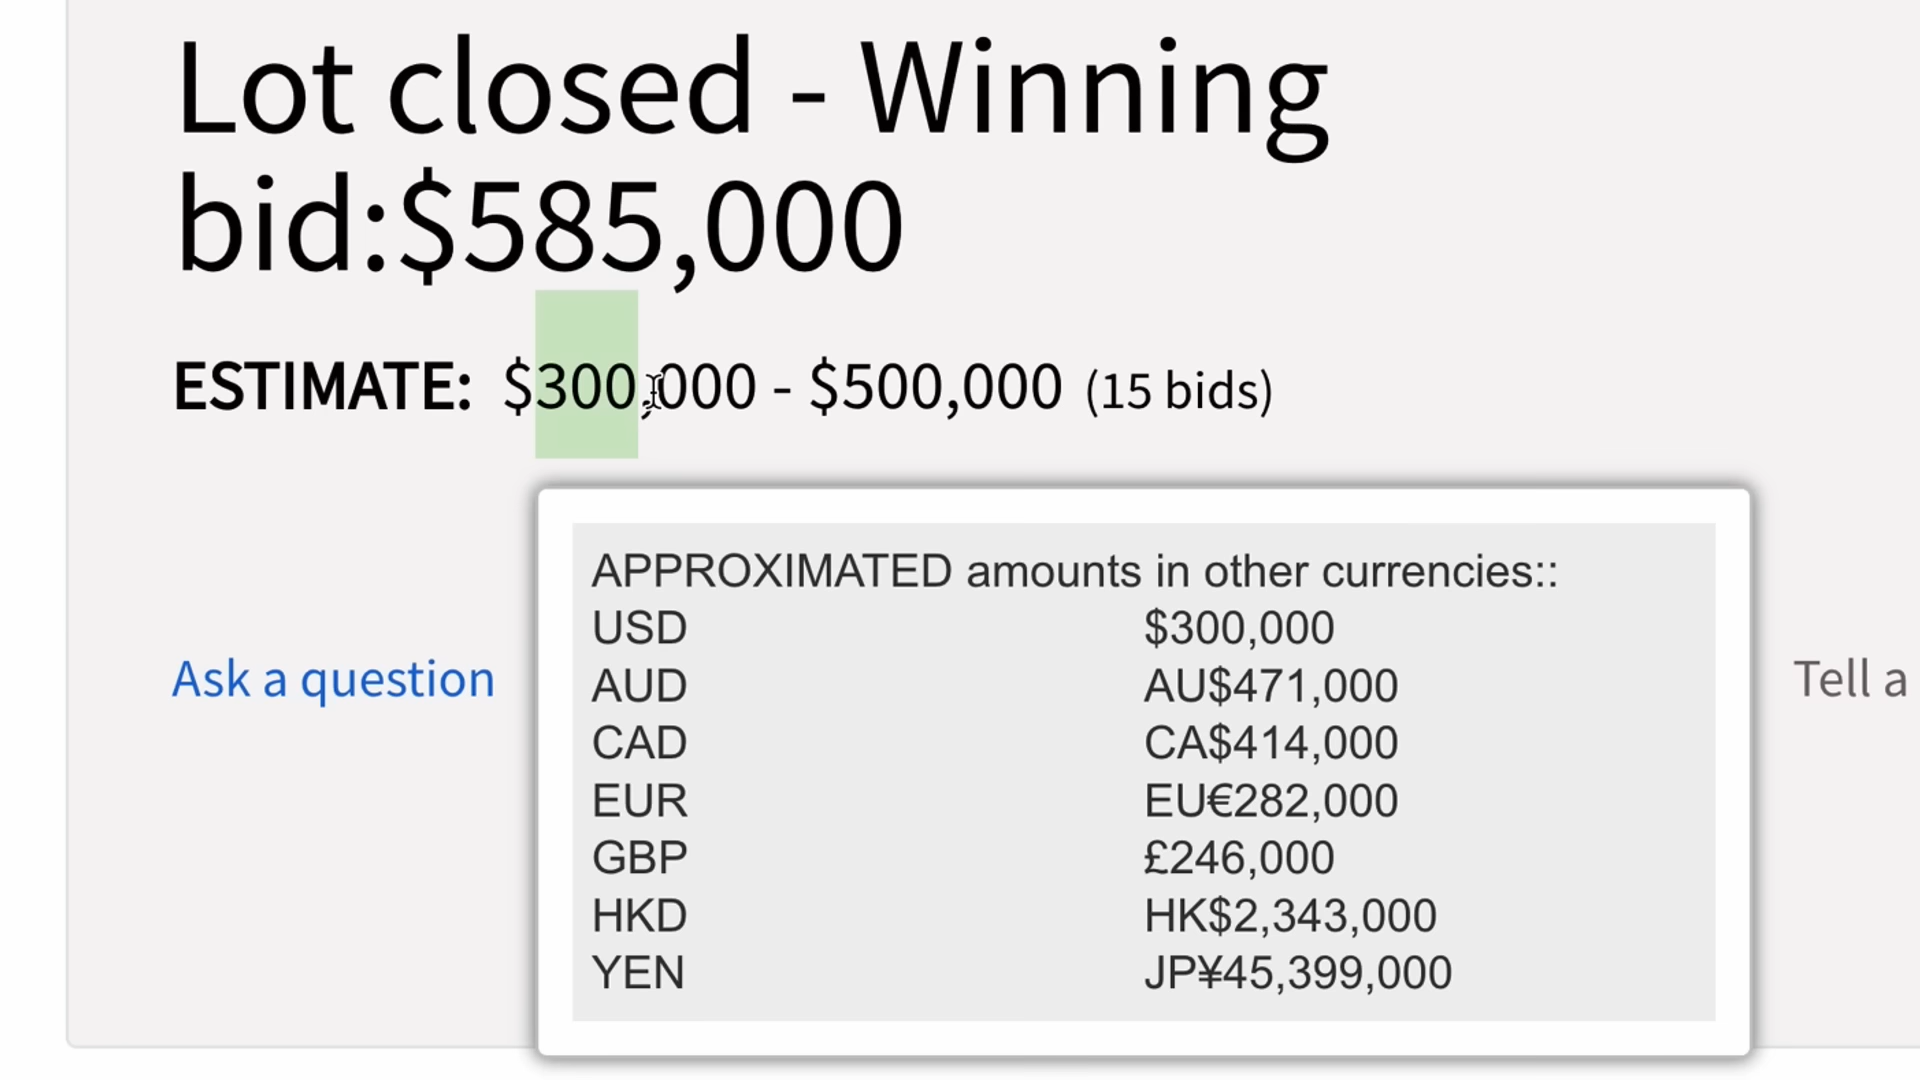 Lot closed - Winning
bid:$585,000
ESTIMATE: $300,000 - $500,000 (15 bids)
APPROXIMATED amounts in other currencies::
USD $300,000
AUD AU$471,000
CAD CA$414,000
EUR EU€282,000
GBP £246,000
HKD HK$2,343,000
YEN JP¥45,399,000
Ask a question
Tell a